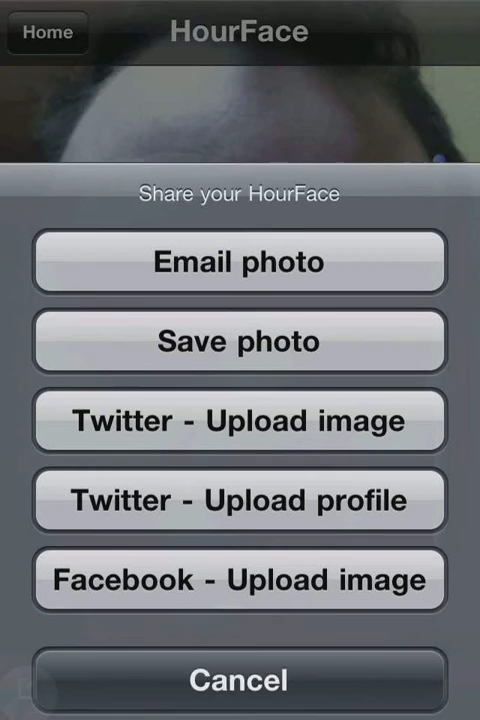 Home
HourFace
Share your HourFace
Email photo
Save photo
Twitter - Upload image
Twitter - Upload profile
Facebook - Upload image
Cancel